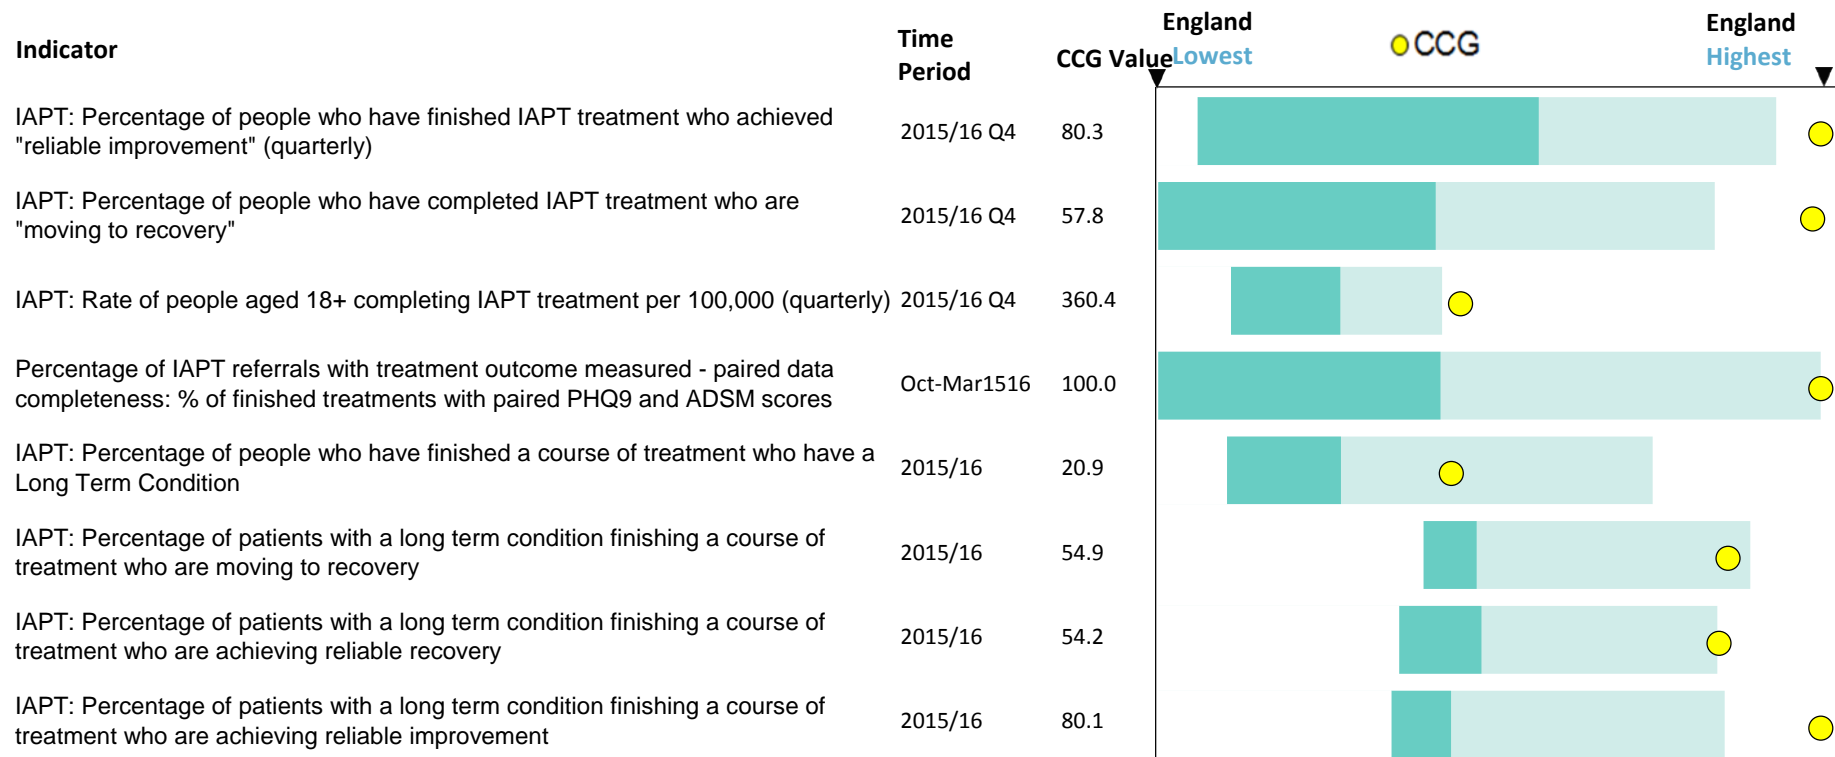 Indicator
Time
Period
CCG Value
England
Lowest
CCG
England
Highest
IAPT: Percentage of people who have finished IAPT treatment who achieved
"reliable improvement" (quarterly)
2015/16 Q4
80.3
IAPT: Percentage of people who have completed IAPT treatment who are
"moving to recovery"
2015/16 Q4
57.8
IAPT: Rate of people aged 18+ completing IAPT treatment per 100,000 (quarterly)
2015/16 Q4
360.4
Percentage of IAPT referrals with treatment outcome measured - paired data
completeness: % of finished treatments with paired PHQ9 and ADSM scores
Oct-Mar1516
100.0
IAPT: Percentage of people who have finished a course of treatment who have a
Long Term Condition
2015/16
20.9
IAPT: Percentage of patients with a long term condition finishing a course of
treatment who are moving to recovery
2015/16
54.9
IAPT: Percentage of patients with a long term condition finishing a course of
treatment who are achieving reliable recovery
2015/16
54.2
IAPT: Percentage of patients with a long term condition finishing a course of
treatment who are achieving reliable improvement
2015/16
80.1